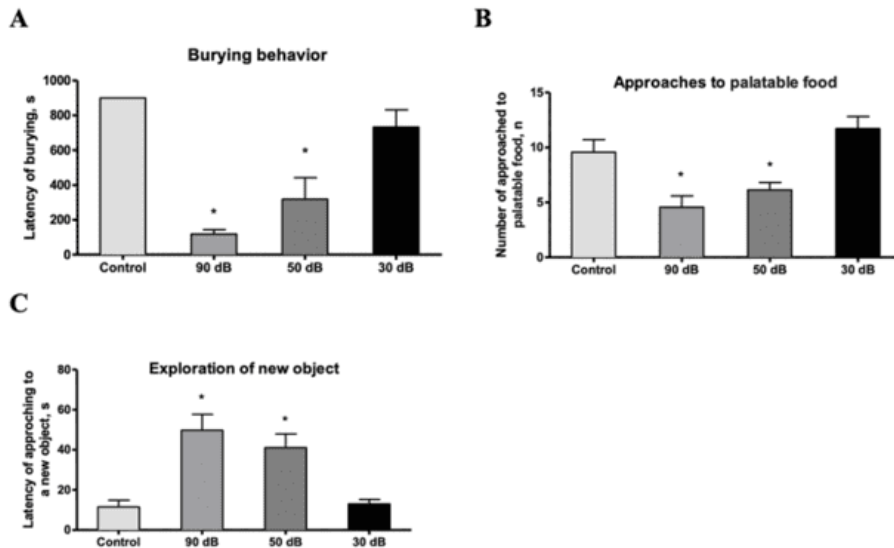 A
Burying behavior
Latency of burying, s
1000
800
600
400
200
0
Control 90 dB 50 dB 30 dB
* *
B
Approaches to palatable food
Number of approached to
palatable food, n
15
10
5
0
Control 90 dB 50 dB 30 dB
* *
C
Exploration of new object
Latency of approching to
a new object, s
80
60
40
20
0
Control 90 dB 50 dB 30 dB
* *